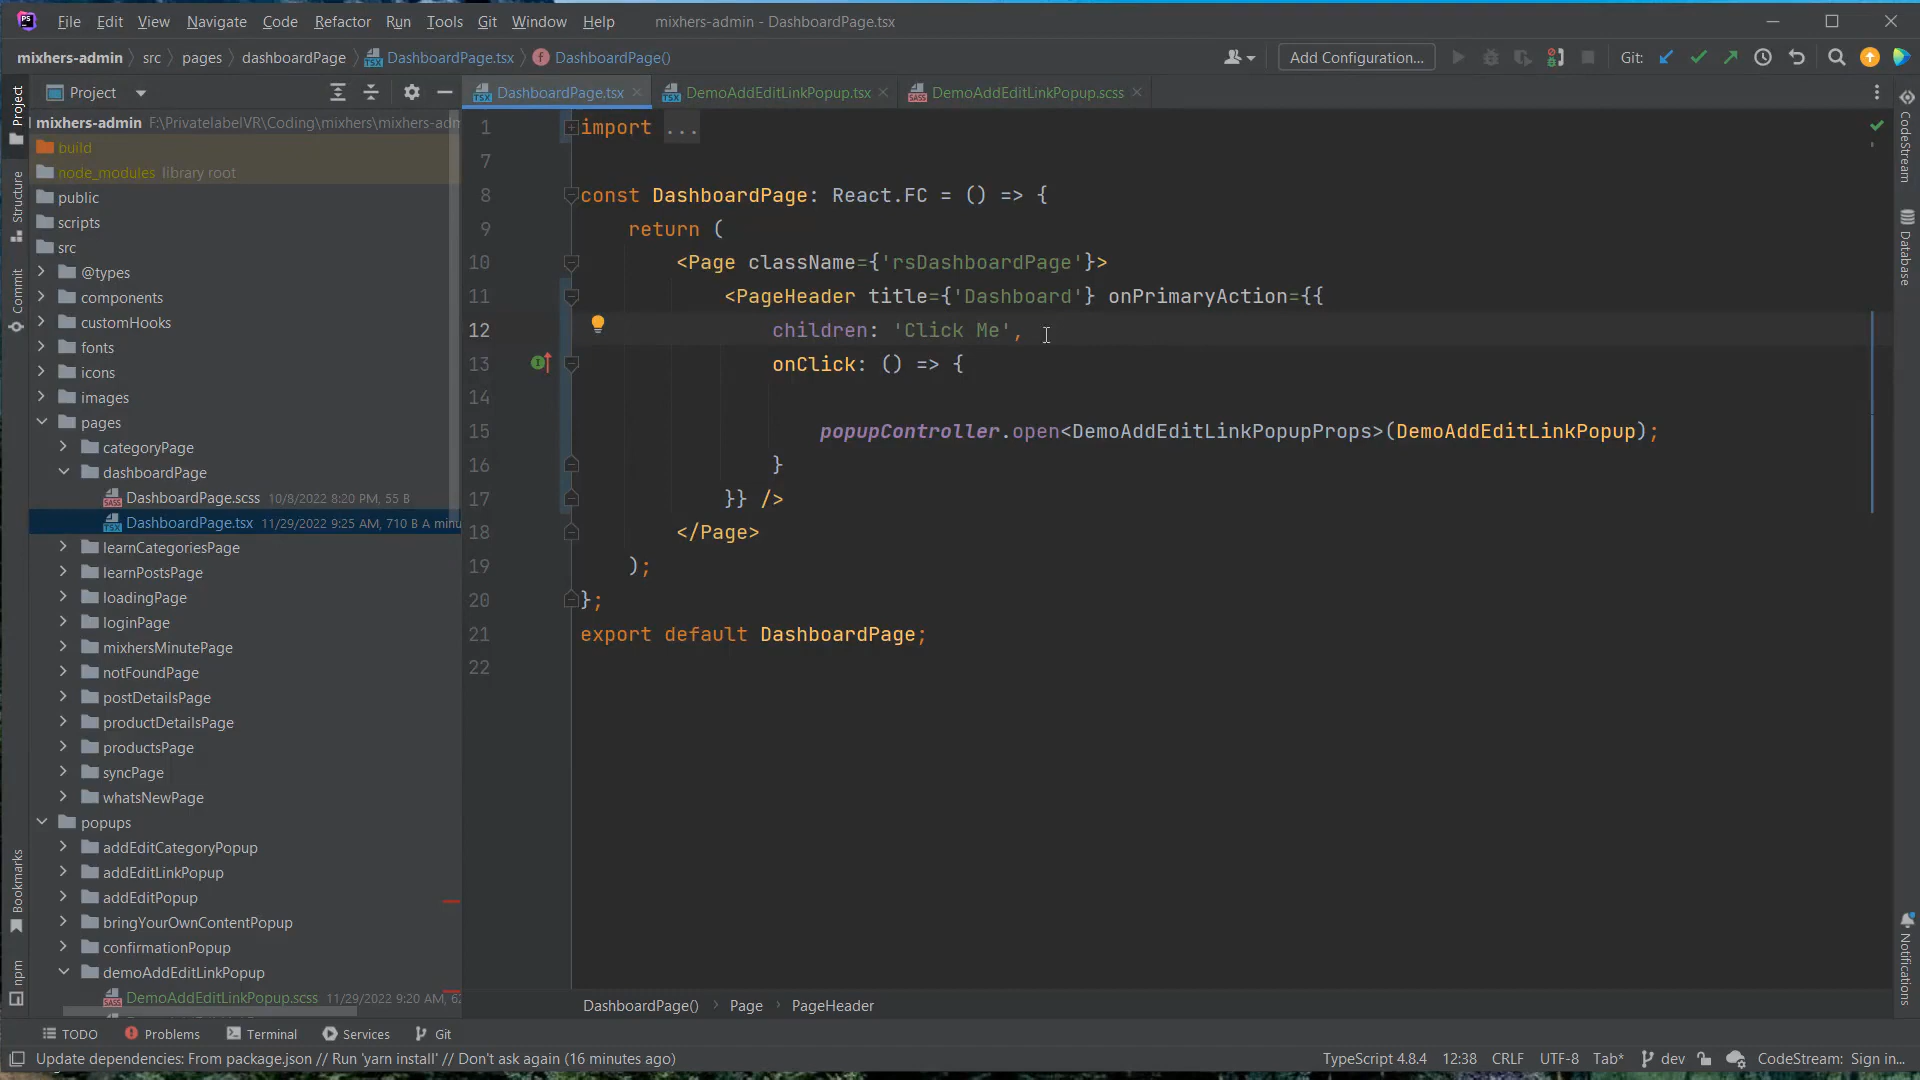 File Edit View Navigate Code Refactor Run Tools Git Window Help mixhers-admin - DashboardPage.tsx
mixhers-admin src pages dashboardPage DashboardPage.tsx DashboardPage() Add Configuration... Git:
Project DashboardPage.tsx DemoAddEditLinkPopup.tsx DemoAddEditLinkPopup.scss
mixhers-admin F:\PrivatelabelVR\Coding\mixhers\mixhers-adm
build
node_modules library root
public
scripts
src
@types
components
customHooks
fonts
icons
images
pages
categoryPage
dashboardPage
DashboardPage.scss 10/8/2022 8:20 PM, 55 B
DashboardPage.tsx 11/29/2022 9:25 AM, 710 B A minu
learnCategoriesPage
learnPostsPage
loadingPage
loginPage
mixhersMinutePage
notFoundPage
postDetailsPage
productDetailsPage
productsPage
syncPage
whatsNewPage
popups
addEditCategoryPopup
addEditLinkPopup
addEditPopup
bringYourOwnContentPopup
confirmationPopup
demoAddEditLinkPopup
DemoAddEditLinkPopup.scss 11/29/2022 9:20 AM, 62
1 import ...
7
8 const DashboardPage: React.FC = () => {
9 return (
10 <Page className={'rsDashboardPage'}>
11 <PageHeader title={'Dashboard'} onPrimaryAction={{
12 children: 'Click Me',
13 onClick: () => {
14
15 popupController.open<DemoAddEditLinkPopupProps>(DemoAddEditLinkPopup);
16 }
17 }} />
18 </Page>
19 );
20 };
21 export default DashboardPage;
22
DashboardPage() Page PageHeader
Project
Structure
Commit
Bookmarks
npm
CodeStream
Database
Notifications
TODO Problems Terminal Services Git
Update dependencies: From package.json // Run 'yarn install' // Don't ask again (16 minutes ago) TypeScript 4.8.4 12:38 CRLF UTF-8 Tab* dev CodeStream: Sign in...